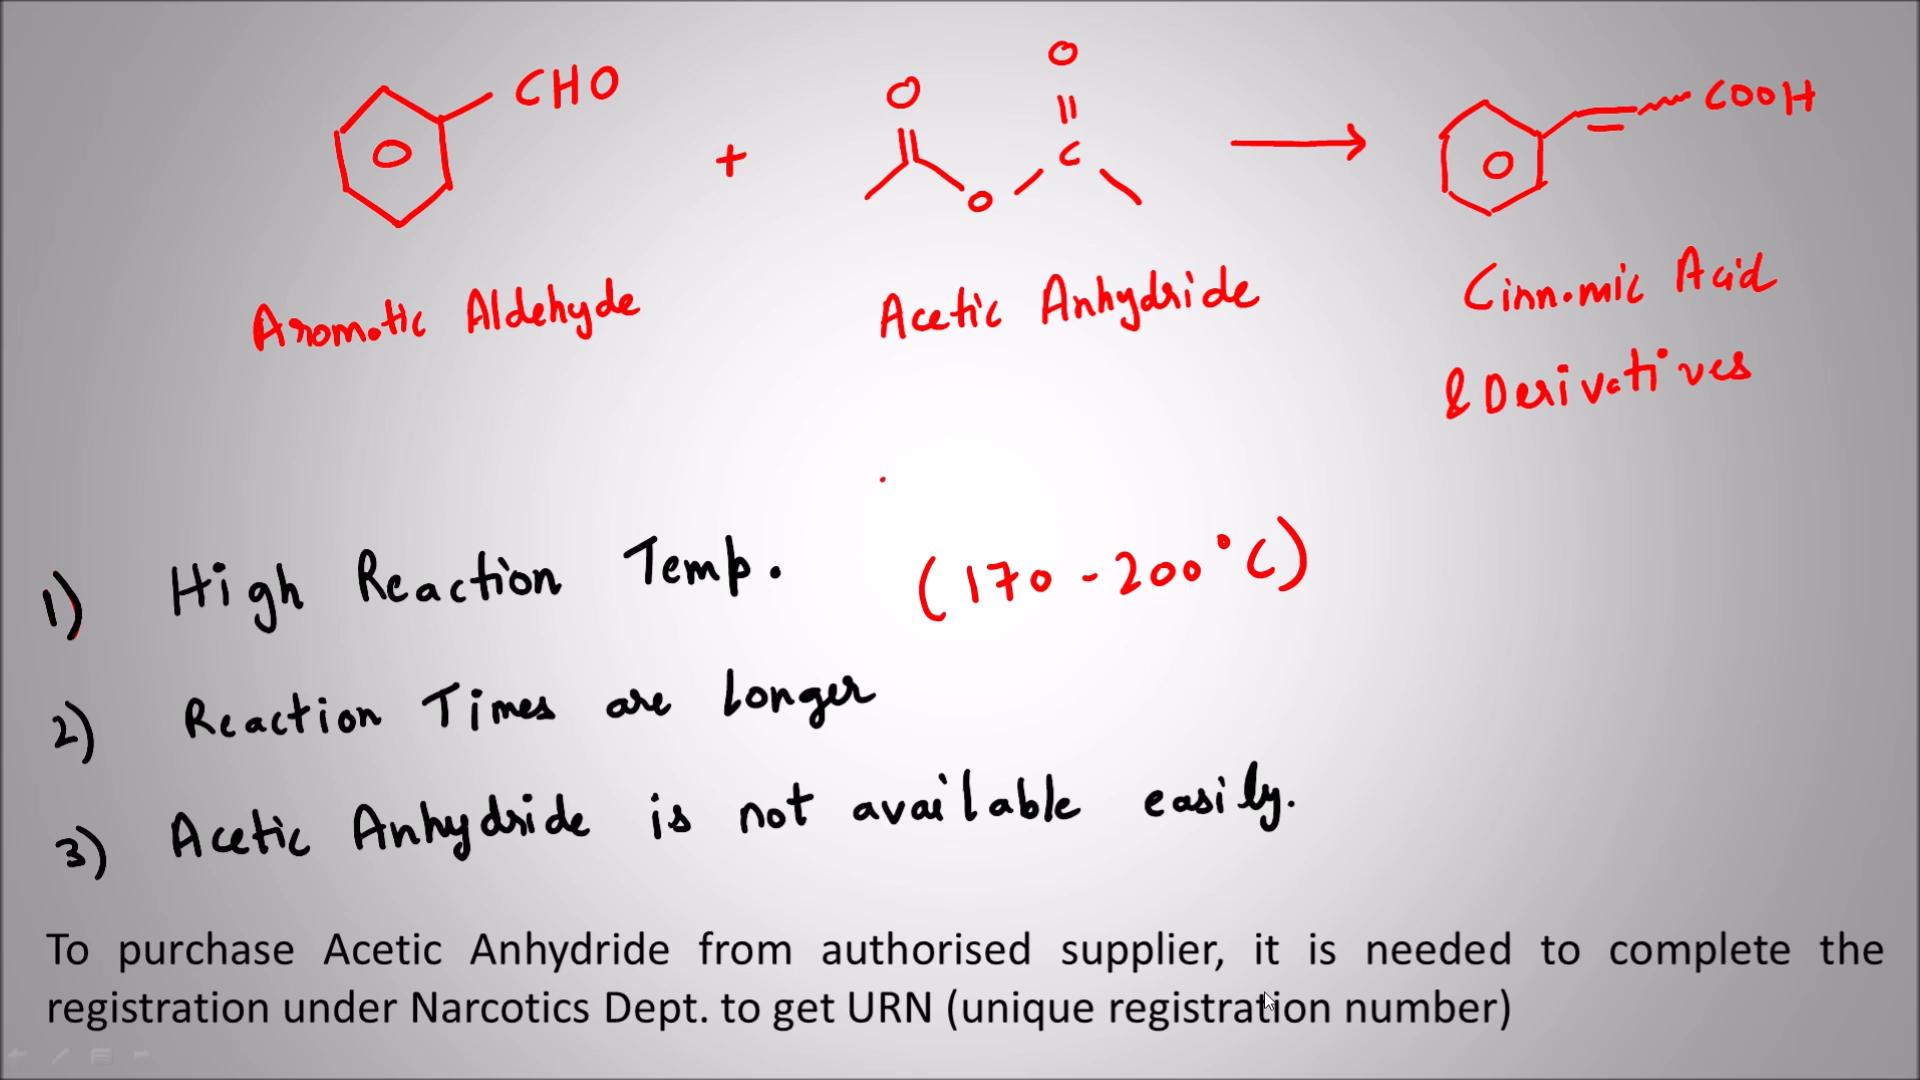 CHO
+
O
O
O
C
COOH
O
O
O
Aromatic Aldehyde
Acetic Anhydride
Cinnamic Acid
& Derivatives
1) High Reaction Temp. (170-200°C)
2) Reaction Times are longer
3) Acetic Anhydride is not available easily.
To purchase Acetic Anhydride from authorised supplier, it is needed to complete the
registration under Narcotics Dept. to get URN (unique registration number)